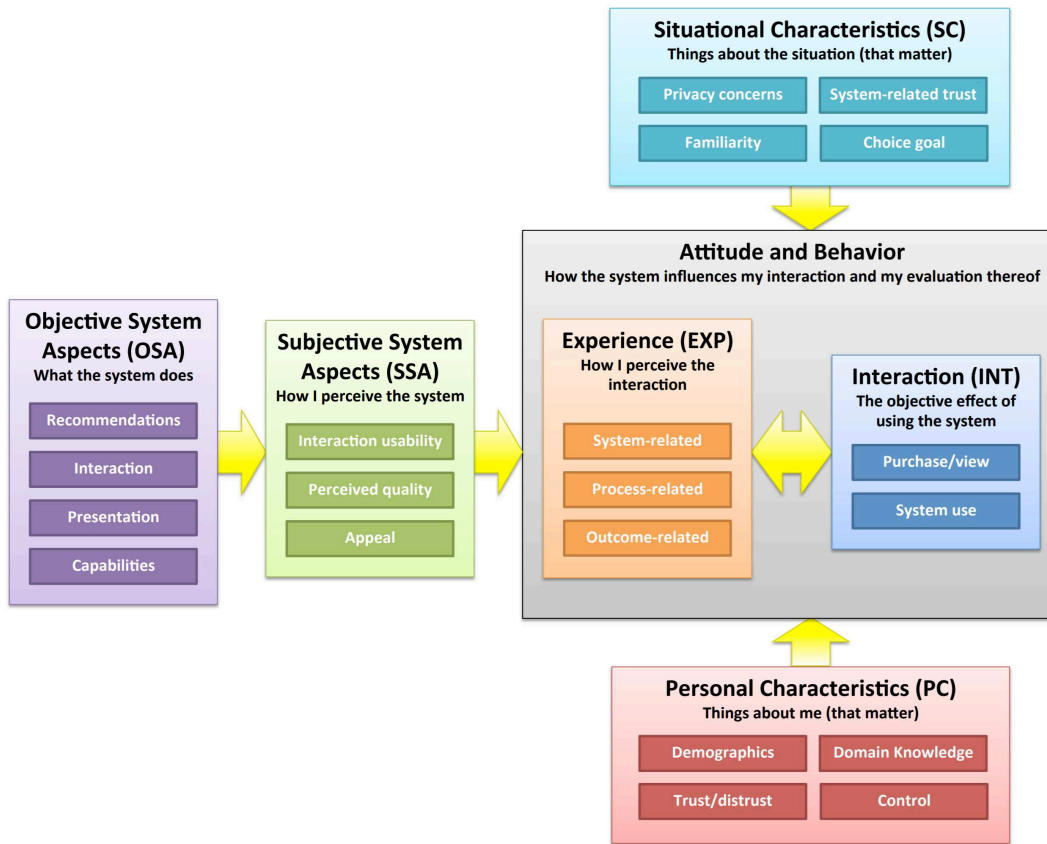 Situational Characteristics (SC)
Things about the situation (that matter)
Privacy concerns
System-related trust
Familiarity
Choice goal
Attitude and Behavior
How the system influences my interaction and my evaluation thereof
Objective System
Aspects (OSA)
What the system does
Recommendations
Interaction
Presentation
Capabilities
Subjective System
Aspects (SSA)
How I perceive the system
Interaction usability
Perceived quality
Appeal
Experience (EXP)
How I perceive the
interaction
System-related
Process-related
Outcome-related
Interaction (INT)
The objective effect of
using the system
Purchase/view
System use
Personal Characteristics (PC)
Things about me (that matter)
Demographics
Domain Knowledge
Trust/distrust
Control